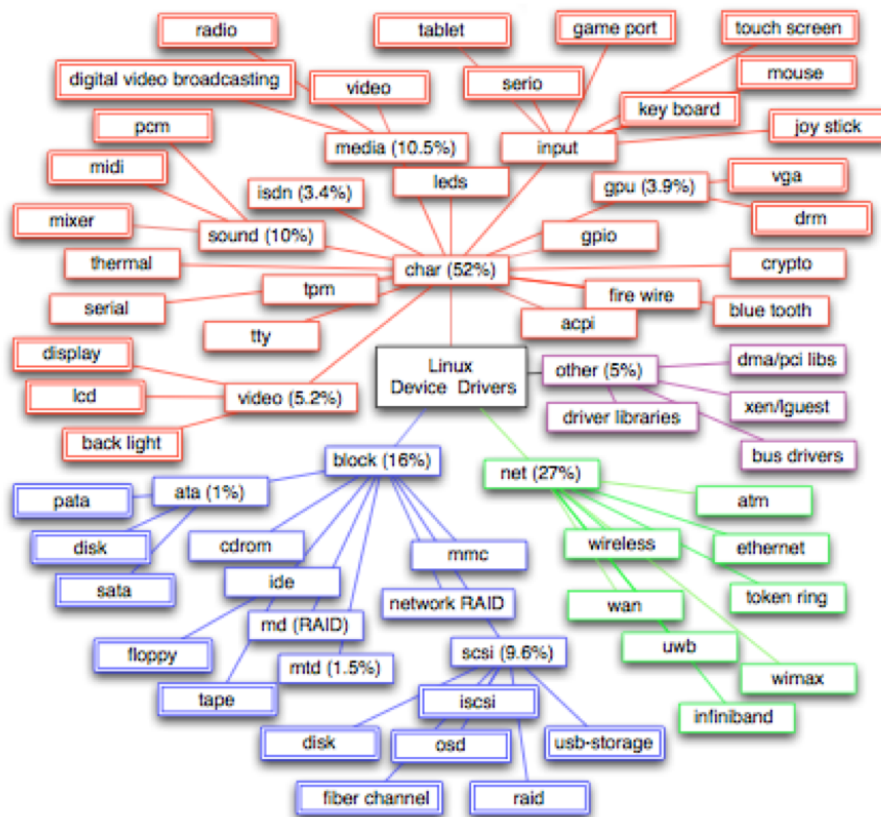 radio
tablet
game port
touch screen
digital video broadcasting
video
serio
mouse
key board
pcm
media (10.5%)
input
joy stick
midi
isdn (3.4%)
leds
gpu (3.9%)
vga
mixer
sound (10%)
gpio
drm
thermal
char (52%)
crypto
serial
tpm
fire wire
blue tooth
tty
acpi
display
Linux
Device Drivers
other (5%)
dma/pci libs
lcd
video (5.2%)
driver libraries
xen/lguest
back light
block (16%)
bus drivers
net (27%)
pata
ata (1%)
atm
disk
cdrom
mmc
wireless
ethernet
sata
ide
network RAID
wan
token ring
floppy
md (RAID)
scsi (9.6%)
uwb
mtd (1.5%)
wimax
tape
iscsi
infiniband
disk
osd
usb-storage
fiber channel
raid